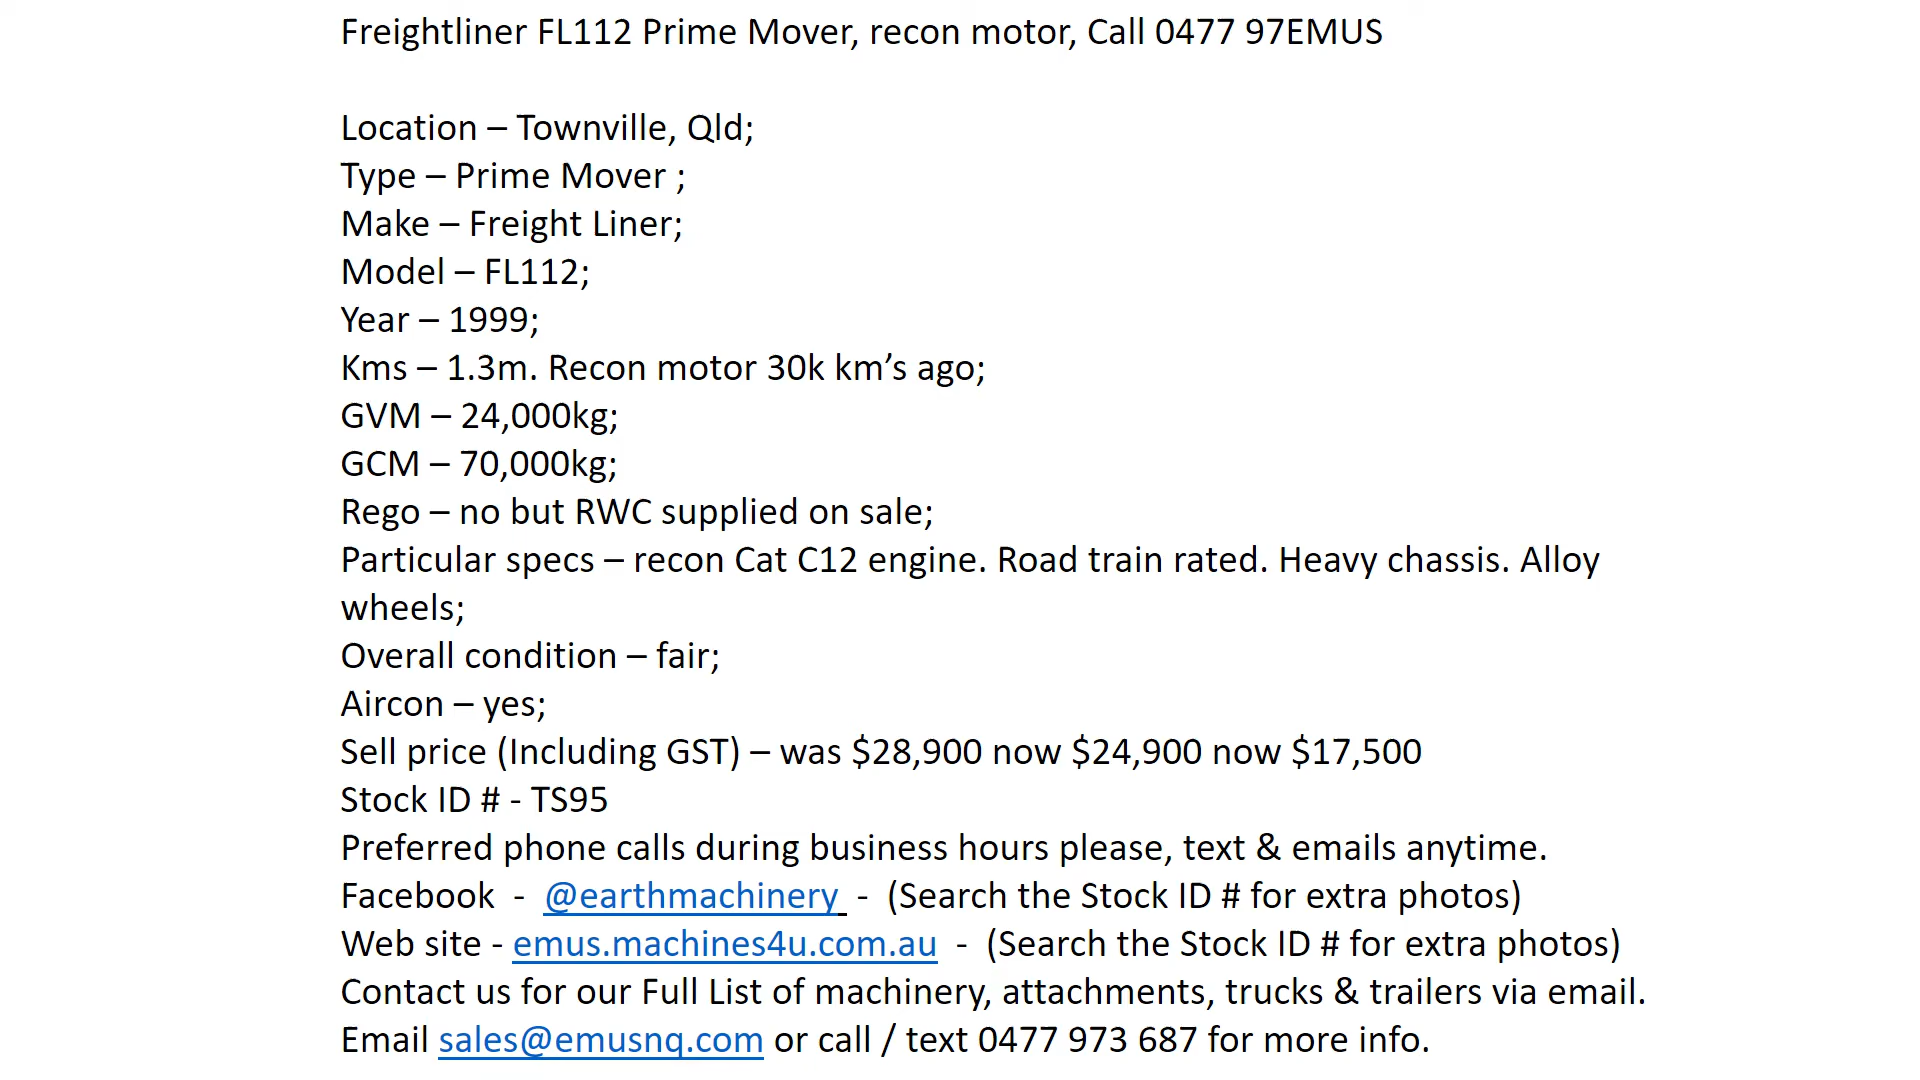 Freightliner FL112 Prime Mover, recon motor, Call 0477 97EMUS
Location – Townville, Qld;
Type – Prime Mover ;
Make – Freight Liner;
Model – FL112;
Year – 1999;
Kms – 1.3m. Recon motor 30k km’s ago;
GVM – 24,000kg;
GCM – 70,000kg;
Rego – no but RWC supplied on sale;
Particular specs – recon Cat C12 engine. Road train rated. Heavy chassis. Alloy
wheels;
Overall condition – fair;
Aircon – yes;
Sell price (Including GST) – was $28,900 now $24,900 now $17,500
Stock ID # - TS95
Preferred phone calls during business hours please, text & emails anytime.
Facebook  -  @earthmachinery  -  (Search the Stock ID # for extra photos)
Web site - emus.machines4u.com.au  -  (Search the Stock ID # for extra photos)
Contact us for our Full List of machinery, attachments, trucks & trailers via email.
Email sales@emusnq.com or call / text 0477 973 687 for more info.